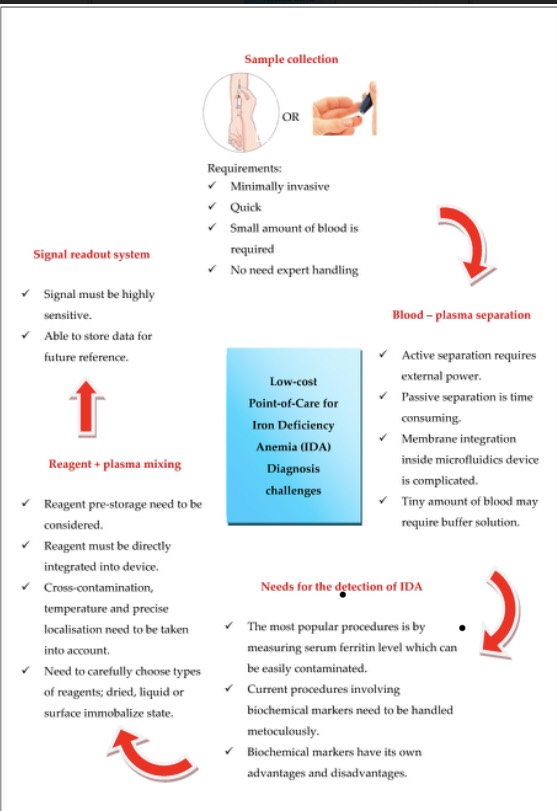 Sample collection
OR
Requirements:
✓ Minimally invasive
✓ Quick
✓ Small amount of blood is
required
✓ No need expert handling
Blood – plasma separation
✓ Active separation requires
external power.
✓ Passive separation is time
consuming.
✓ Membrane integration
inside microfluidics device
is complicated.
✓ Tiny amount of blood may
require buffer solution.
Needs for the detection of IDA
✓ The most popular procedures is by
measuring serum ferritin level which can
be easily contaminated.
✓ Current procedures involving
biochemical markers need to be handled
metoculously.
✓ Biochemical markers have its own
advantages and disadvantages.
Reagent + plasma mixing
✓ Reagent pre-storage need to be
considered.
✓ Reagent must be directly
integrated into device.
✓ Cross-contamination,
temperature and precise
localisation need to be taken
into account.
✓ Need to carefully choose types
of reagents; dried, liquid or
surface immobalize state.
Signal readout system
✓ Signal must be highly
sensitive.
✓ Able to store data for
future reference.
Low-cost
Point-of-Care for
Iron Deficiency
Anemia (IDA)
Diagnosis
challenges